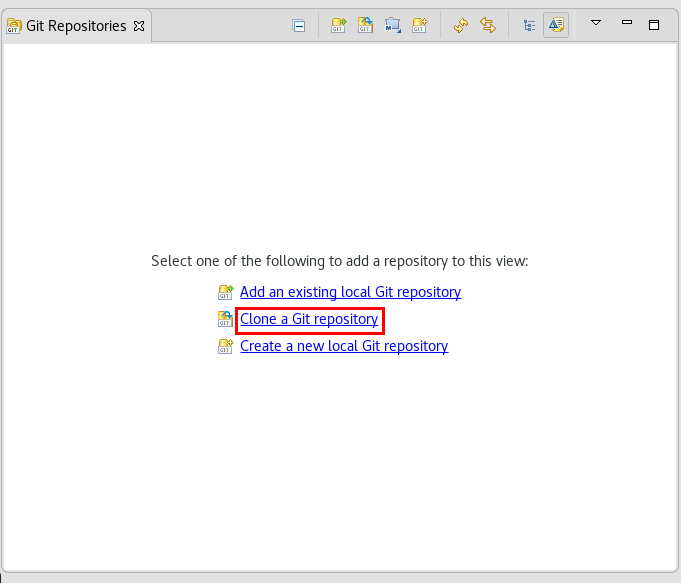 Git Repositories
Select one of the following to add a repository to this view:
Add an existing local Git repository
Clone a Git repository
Create a new local Git repository